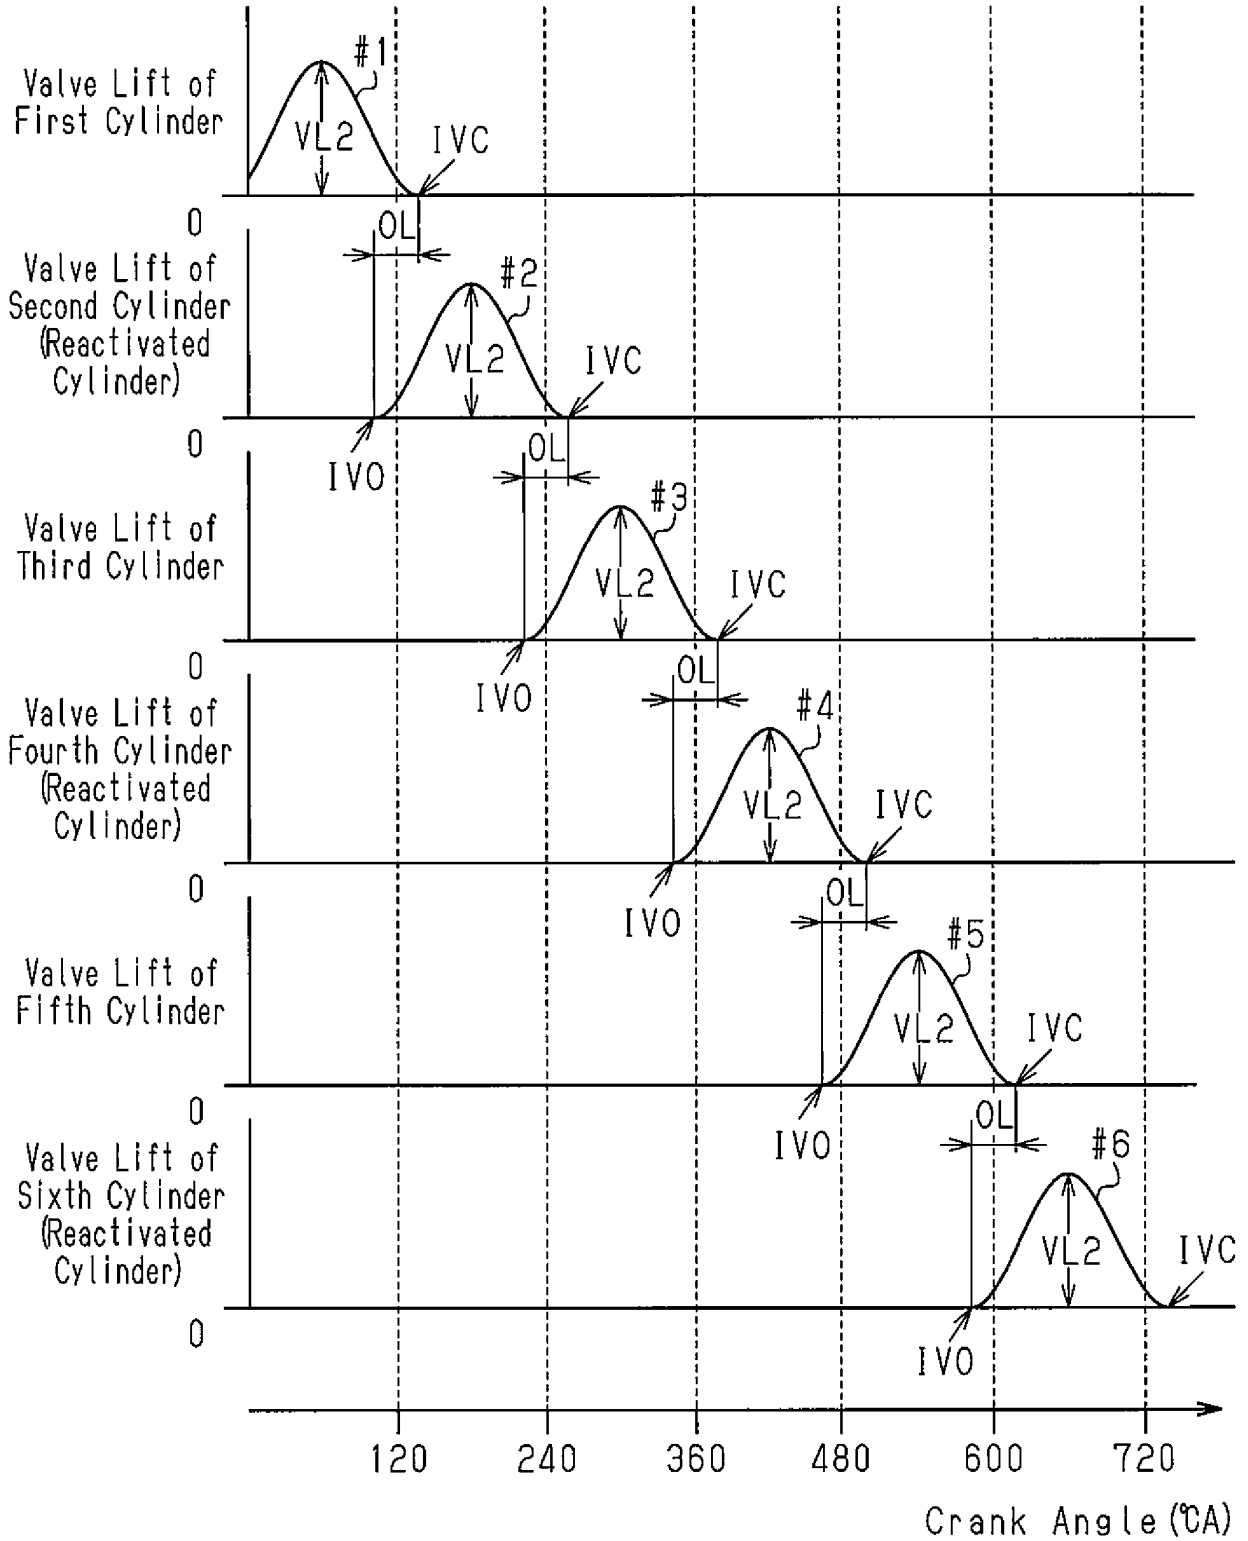 Valve Lift of
First Cylinder
#1
VL2
IVC
0
OL
Valve Lift of
Second Cylinder
(Reactivated
Cylinder)
#2
VL2
IVC
0
IVO
OL
Valve Lift of
Third Cylinder
#3
VL2
IVC
0
IVO
OL
Valve Lift of
Fourth Cylinder
(Reactivated
Cylinder)
#4
VL2
IVC
0
IVO
OL
Valve Lift of
Fifth Cylinder
#5
VL2
IVC
0
IVO
OL
Valve Lift of
Sixth Cylinder
(Reactivated
Cylinder)
#6
VL2
IVC
0
IVO
120 240 360 480 600 720
Crank Angle (℃A)